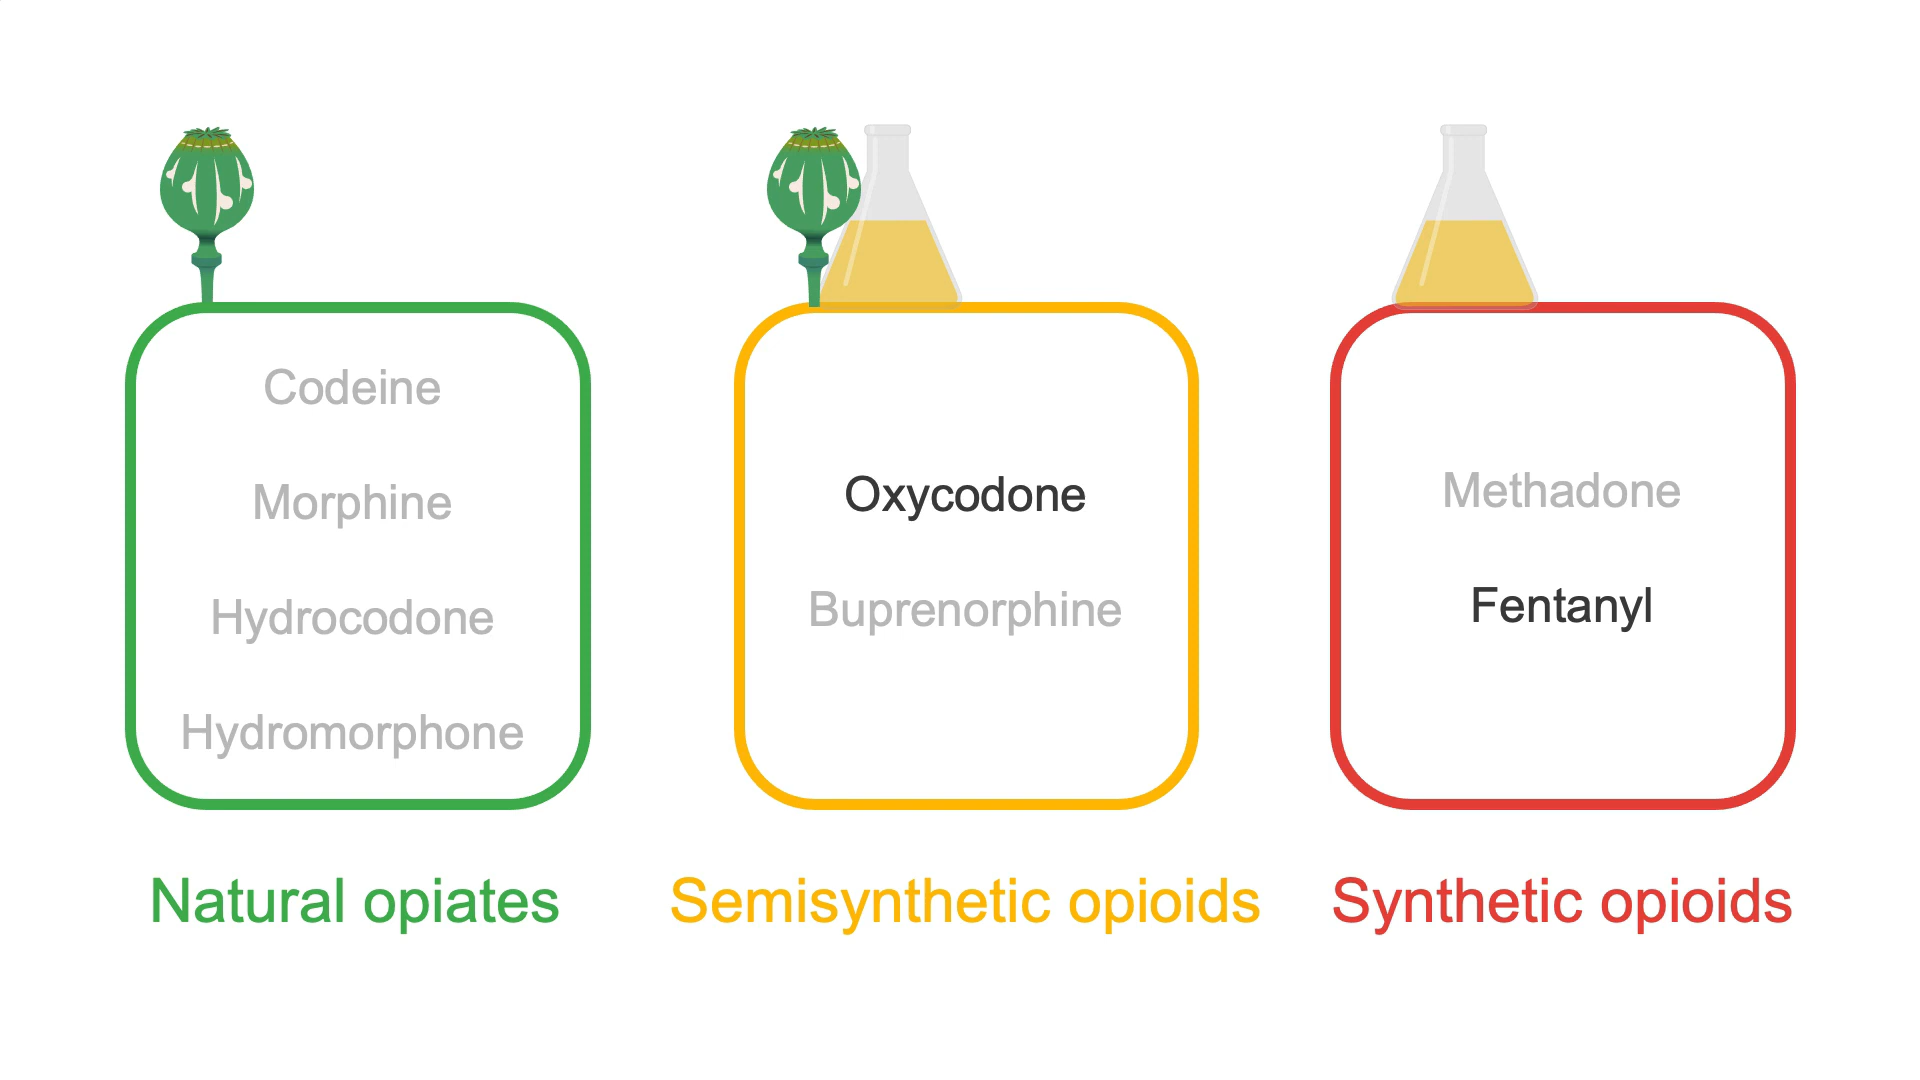 Codeine
Morphine
Hydrocodone
Hydromorphone
Natural opiates
Oxycodone
Buprenorphine
Semisynthetic opioids
Methadone
Fentanyl
Synthetic opioids